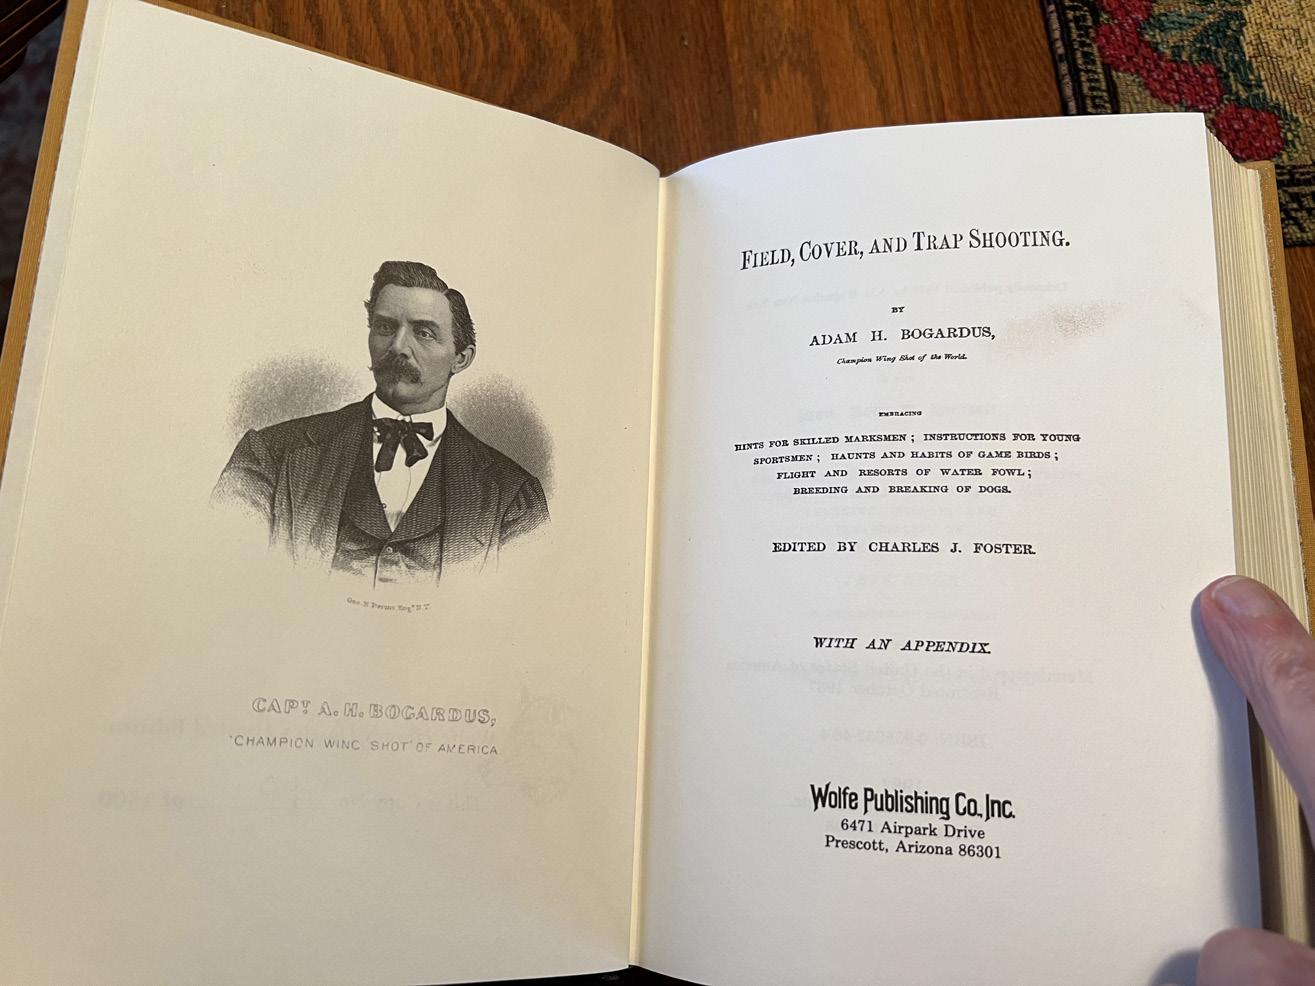 CAPT. A. H. BOGARDUS,
"CHAMPION WING SHOT" OF AMERICA.
FIELD, COVER, AND TRAP SHOOTING.
BY
ADAM H. BOGARDUS,
Champion Wing Shot of the World.
EMBRACING
HINTS FOR SKILLED MARKSMEN; INSTRUCTIONS FOR YOUNG
SPORTSMEN; HAUNTS AND HABITS OF GAME BIRDS;
FLIGHT AND RESORTS OF WATER FOWL;
BREEDING AND BREAKING OF DOGS.
EDITED BY CHARLES J. FOSTER.
WITH AN APPENDIX.
Wolfe Publishing Co., Inc.
6471 Airpark Drive
Prescott, Arizona 86301